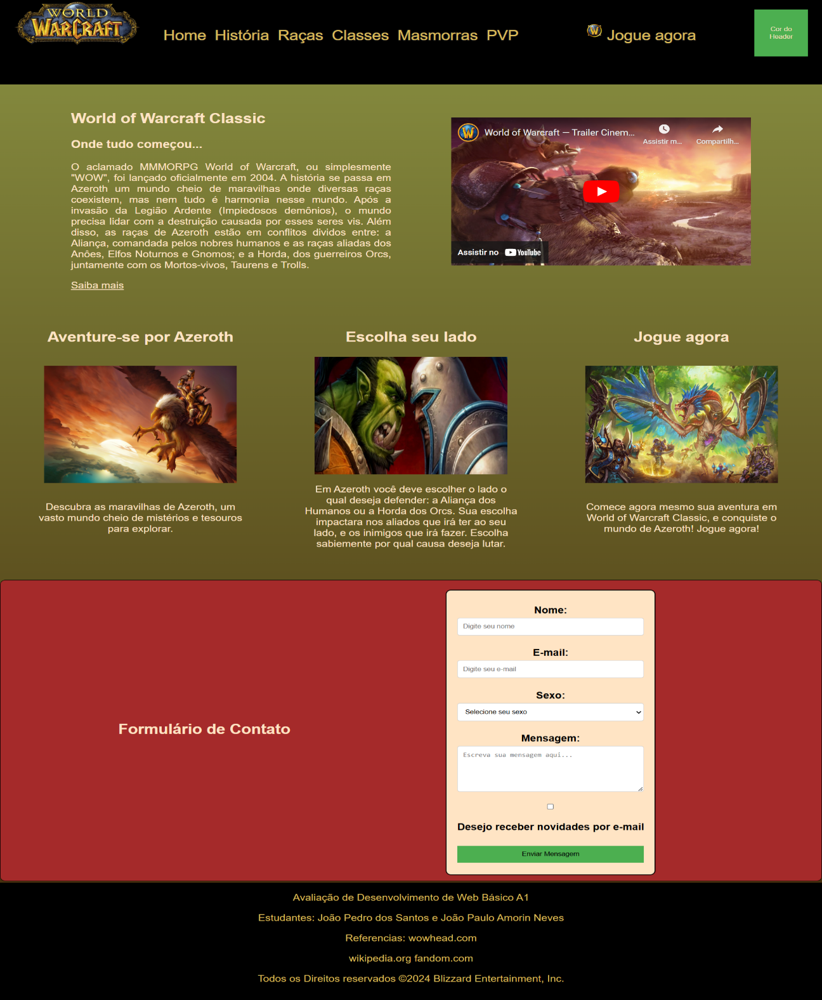 WORLD
WARCRAFT
Home História Raças Classes Masmorras PVP
Jogue agora
Cor do
Header
World of Warcraft Classic
Onde tudo começou...
O aclamado MMMORPG World of Warcraft, ou simplesmente
"WOW", foi lançado oficialmente em 2004. A história se passa em
Azeroth um mundo cheio de maravilhas onde diversas raças
coexistem, mas nem tudo é harmonia nesse mundo. Após a
invasão da Legião Ardente (Impiedosos demônios), o mundo
precisa lidar com a destruição causada por esses seres vis. Além
disso, as raças de Azeroth estão em conflitos dividos entre: a
Aliança, comandada pelos nobres humanos e as raças aliadas dos
Anões, Elfos Noturnos e Gnomos; e a Horda, dos guerreiros Orcs,
juntamente com os Mortos-vivos, Taurens e Trolls.
Saiba mais
World of Warcraft — Trailer Cinem...
Assistir m...
Compartilh...
Assistir no YouTube
Aventure-se por Azeroth
Descubra as maravilhas de Azeroth, um
vasto mundo cheio de mistérios e tesouros
para explorar.
Escolha seu lado
Em Azeroth você deve escolher o lado o
qual deseja defender: a Aliança dos
Humanos ou a Horda dos Orcs. Sua escolha
impactara nos aliados que irá ter ao seu
lado, e os inimigos que irá fazer. Escolha
sabiemente por qual causa deseja lutar.
Jogue agora
Comece agora mesmo sua aventura em
World of Warcraft Classic, e conquiste o
mundo de Azeroth! Jogue agora!
Formulário de Contato
Nome:
Digite seu nome
E-mail:
Digite seu e-mail
Sexo:
Selecione seu sexo
Mensagem:
Escreva sua mensagem aqui...
Desejo receber novidades por e-mail
Enviar Mensagem
Avaliação de Desenvolvimento de Web Básico A1
Estudantes: João Pedro dos Santos e João Paulo Amorin Neves
Referencias: wowhead.com
wikipedia.org fandom.com
Todos os Direitos reservados ©2024 Blizzard Entertainment, Inc.